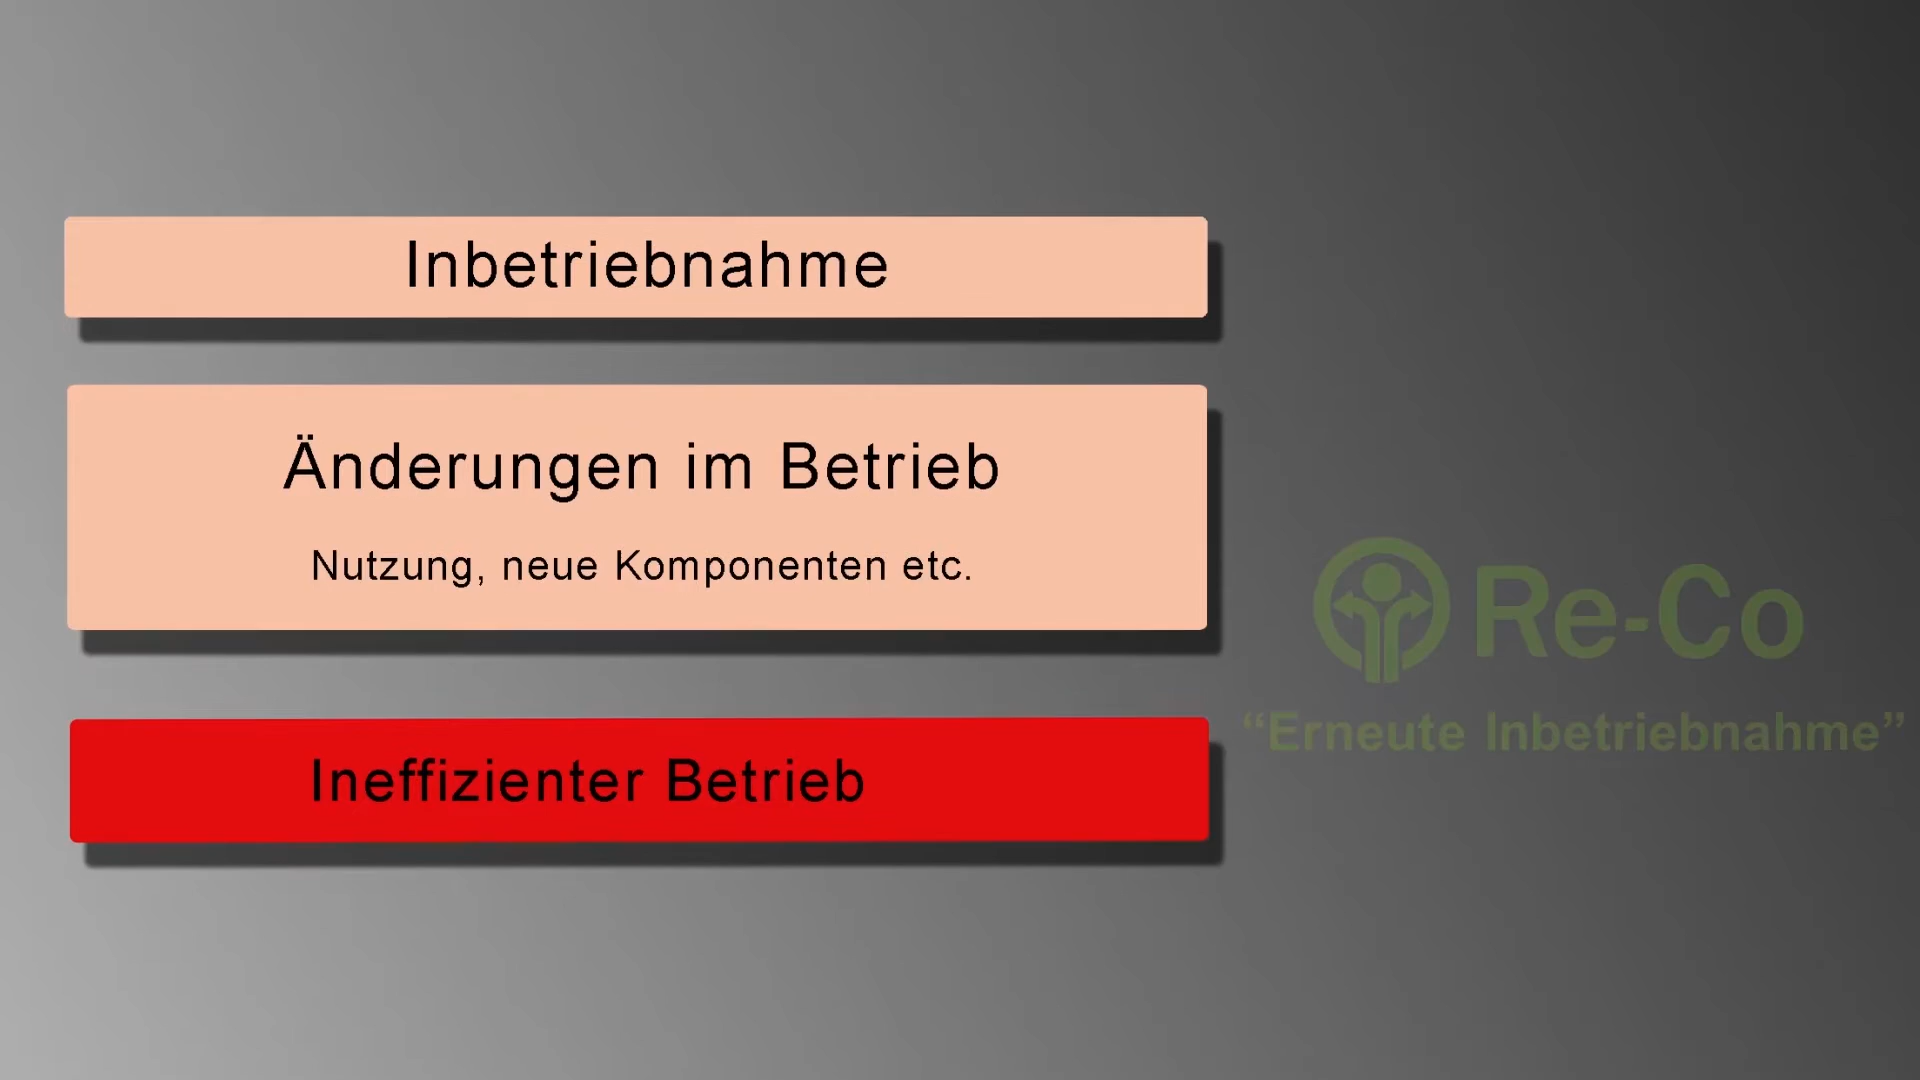 Inbetriebnahme
Änderungen im Betrieb
Nutzung, neue Komponenten etc.
Ineffizienter Betrieb
Re-Co
“Erneute Inbetriebnahme”